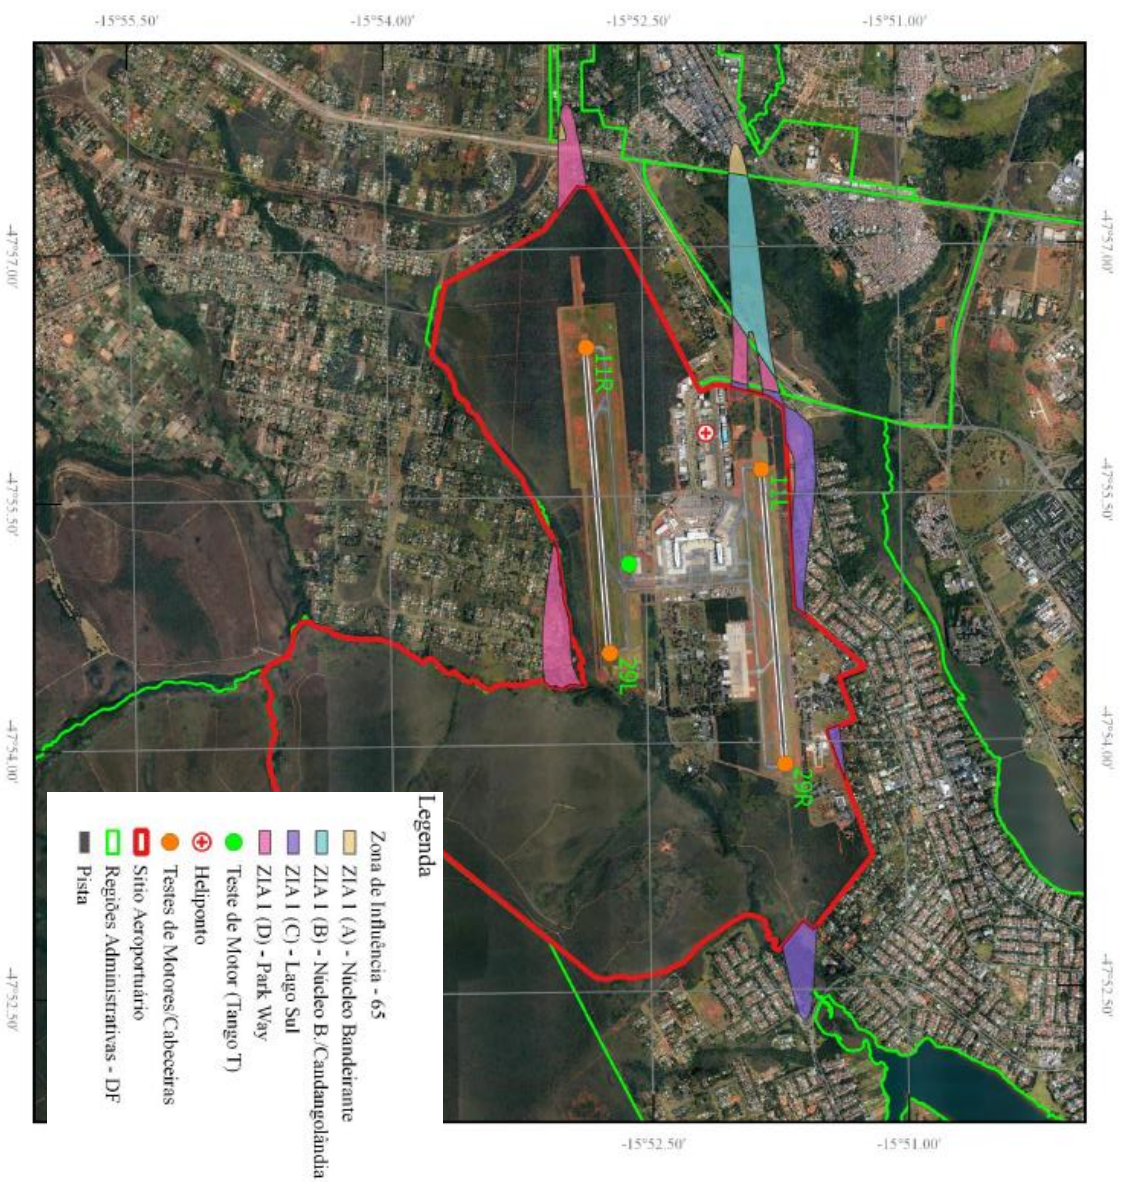 -15°55.50'
-15°54.00'
-15°52.50'
-15°51.00'
-47°57.00'
-47°57.00'
11R
11L
-47°55.50'
-47°55.50'
29L
29R
-47°54.00'
-47°54.00'
-47°52.50'
-47°52.50'
-15°52.50'
-15°51.00'
Legenda
Zona de Influência - 65
ZIA I (A) - Núcleo Bandeirante
ZIA I (B) - Núcleo B./Candangolândia
ZIA I (C) - Lago Sul
ZIA I (D) - Park Way
Teste de Motor (Tango T)
Heliponto
Testes de Motores/Cabeceiras
Sítio Aeroportuário
Regiões Administrativas - DF
Pista